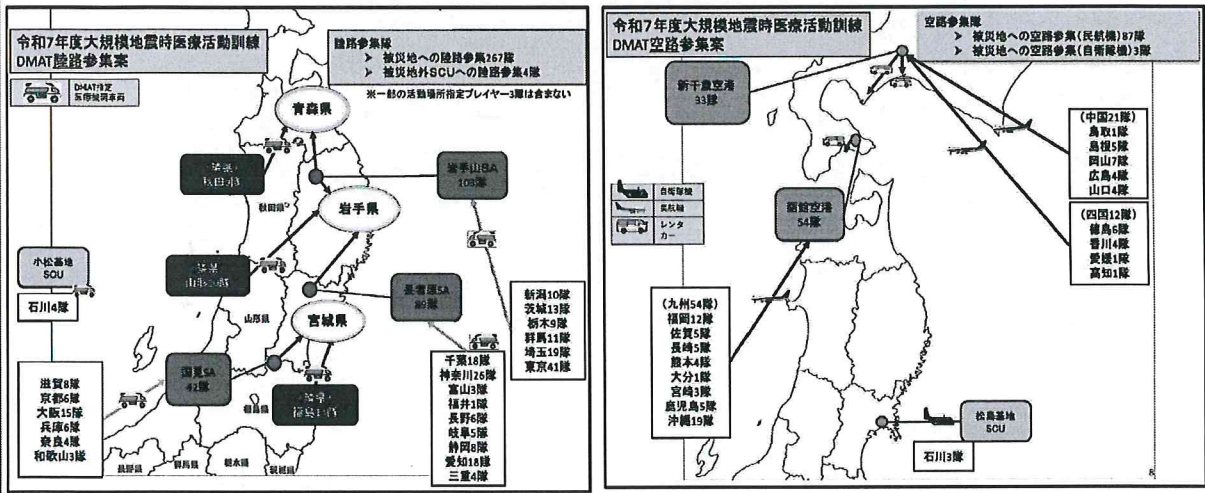 令和7年度大規模地震時医療活動訓練
DMAT陸路参集案
陸路参集隊
➢ 被災地への陸路参集267隊
➢ 被災地外SCUへの陸路参集4隊
※一部の活動場所指定プレイヤー3隊は含まない
DMAT指定
医療機関車両
青森県
岩手山SA
秋田県
岩手県
小松基地
SCU
石川4隊
長者原SA
山形県
宮城県
国見SA
42隊
福島県
新潟10隊
茨城13隊
栃木9隊
群馬11隊
埼玉19隊
東京41隊
千葉18隊
神奈川26隊
富山3隊
福井1隊
長野6隊
岐阜5隊
静岡8隊
愛知18隊
三重4隊
滋賀8隊
京都6隊
大阪15隊
兵庫6隊
奈良4隊
和歌山3隊
長野県
群馬県
栃木県
茨城県
令和7年度大規模地震時医療活動訓練
DMAT空路参集案
空路参集隊
➢ 被災地への空路参集(民航機)87隊
➢ 被災地への空路参集(自衛隊機)3隊
新千歳空港
33隊
自衛隊機
民航機
レンタ
カー
函館空港
54隊
(中国21隊)
鳥取1隊
島根5隊
岡山7隊
広島4隊
山口4隊
(四国12隊)
徳島6隊
香川4隊
愛媛1隊
高知1隊
(九州54隊)
福岡12隊
佐賀5隊
長崎5隊
熊本4隊
大分1隊
宮崎3隊
鹿児島5隊
沖縄19隊
松島基地
SCU
石川3隊
8